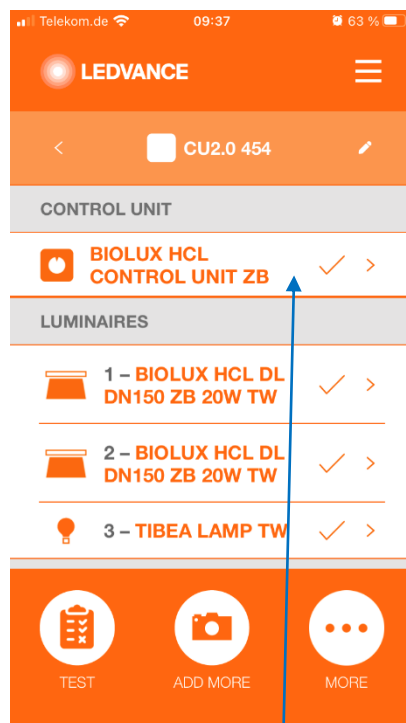 Telekom.de 09:37 63 %
LEDVANCE
CU2.0 454
CONTROL UNIT
BIOLUX HCL
CONTROL UNIT ZB
LUMINAIRES
1 – BIOLUX HCL DL
DN150 ZB 20W TW
2 – BIOLUX HCL DL
DN150 ZB 20W TW
3 – TIBEA LAMP TW
TEST ADD MORE MORE